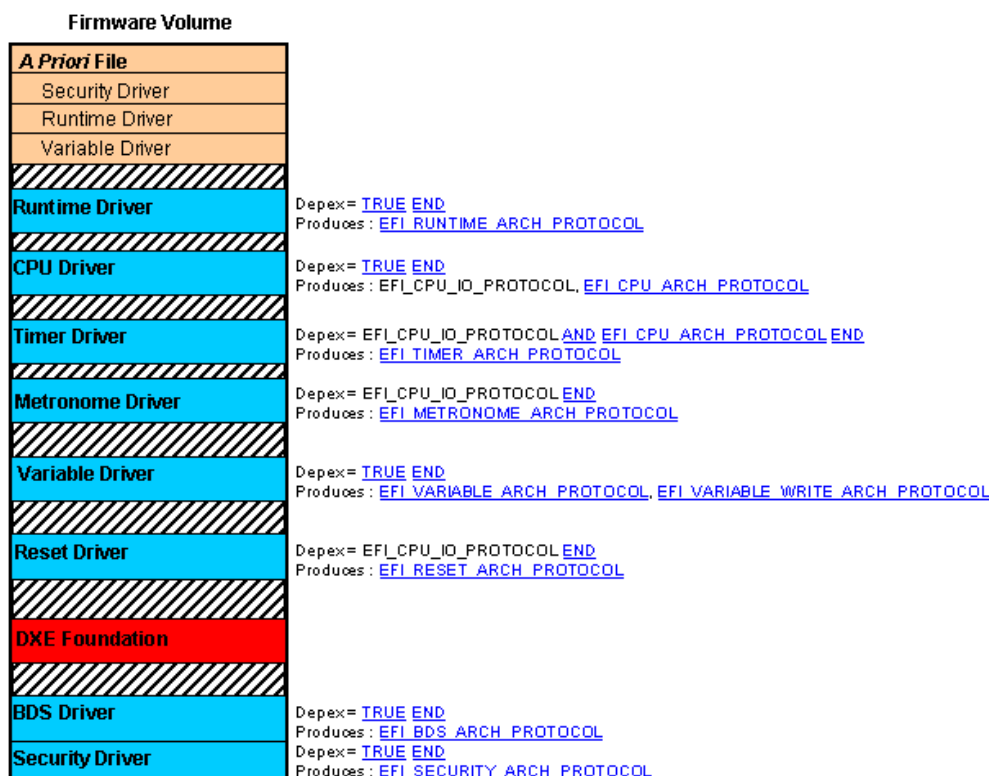 Firmware Volume
A Priori File
Security Driver
Runtime Driver
Variable Driver
Runtime Driver
Depex= TRUE END
Produces : EFI_RUNTIME_ARCH_PROTOCOL
CPU Driver
Depex= TRUE END
Produces : EFI_CPU_IO_PROTOCOL, EFI_CPU_ARCH_PROTOCOL
Timer Driver
Depex= EFI_CPU_IO_PROTOCOL AND EFI_CPU_ARCH_PROTOCOL END
Produces : EFI_TIMER_ARCH_PROTOCOL
Metronome Driver
Depex= EFI_CPU_IO_PROTOCOL END
Produces : EFI_METRONOME_ARCH_PROTOCOL
Variable Driver
Depex= TRUE END
Produces : EFI_VARIABLE_ARCH_PROTOCOL, EFI_VARIABLE_WRITE_ARCH_PROTOCOL
Reset Driver
Depex= EFI_CPU_IO_PROTOCOL END
Produces : EFI_RESET_ARCH_PROTOCOL
DXE Foundation
BDS Driver
Depex= TRUE END
Produces : EFI_BDS_ARCH_PROTOCOL
Security Driver
Depex= TRUE END
Produces : EFI_SECURITY_ARCH_PROTOCOL